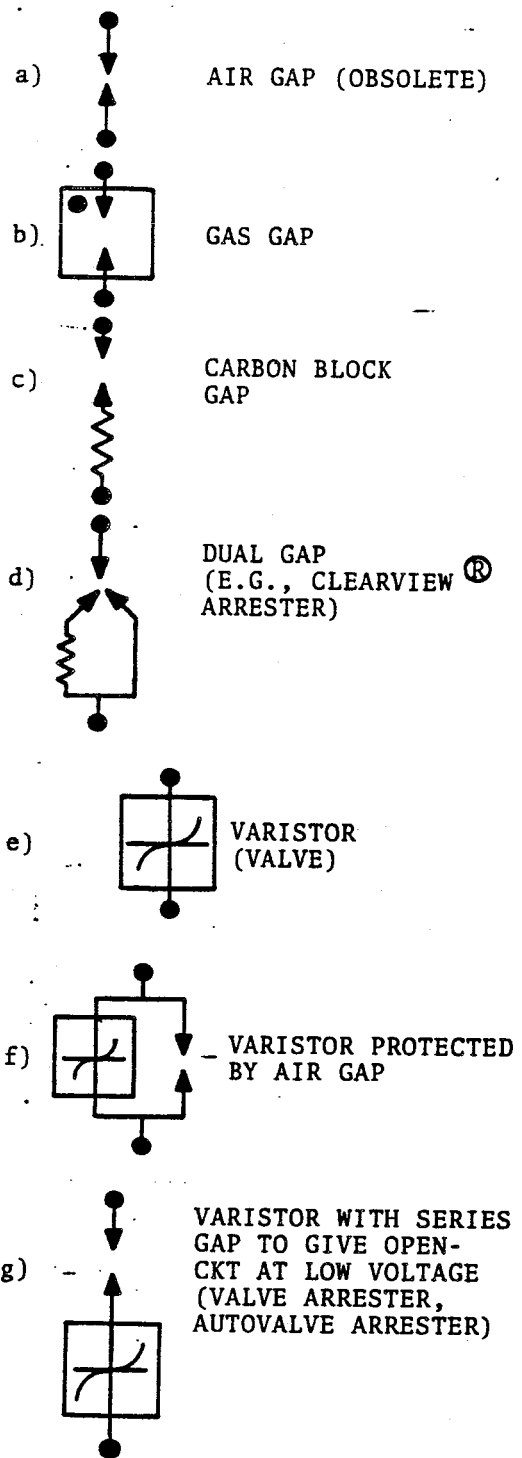 a) AIR GAP (OBSOLETE)
b) GAS GAP
c) CARBON BLOCK
GAP
d) DUAL GAP
(E.G., CLEARVIEW ®
ARRESTER)
e) VARISTOR
(VALVE)
f) VARISTOR PROTECTED
BY AIR GAP
g) VARISTOR WITH SERIES
GAP TO GIVE OPEN-
CKT AT LOW VOLTAGE
(VALVE ARRESTER,
AUTOVALVE ARRESTER)